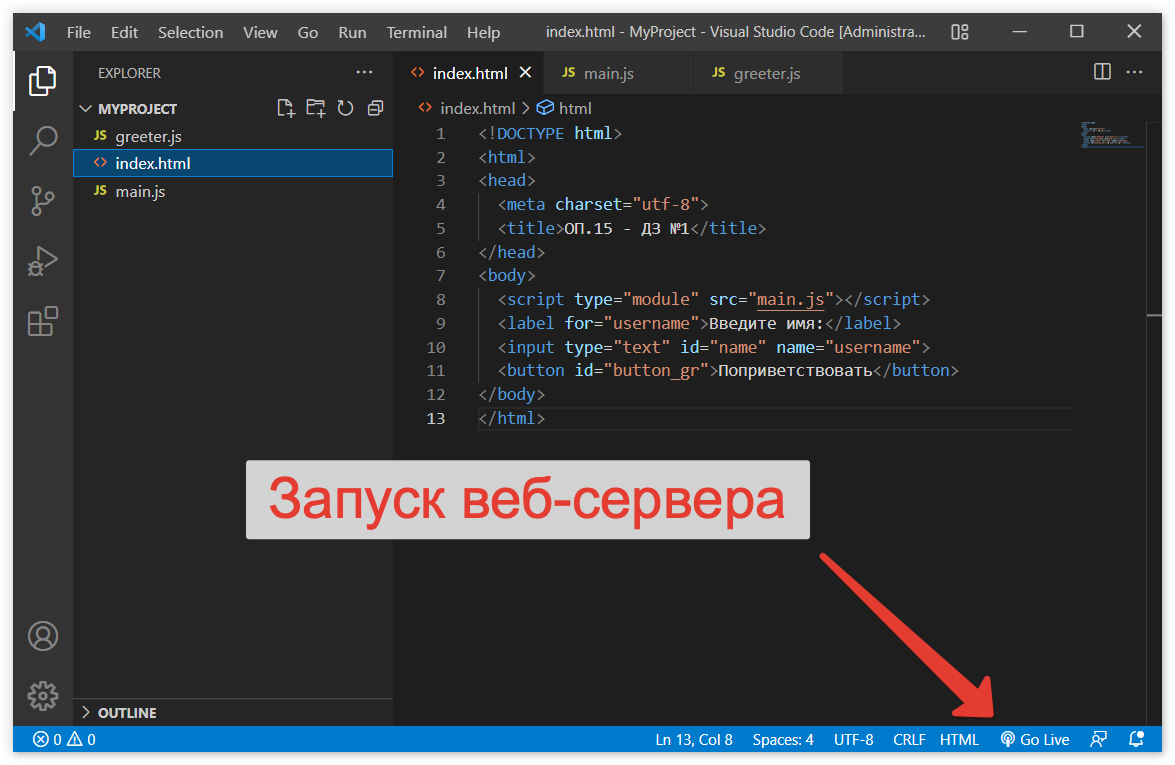 File Edit Selection View Go Run Terminal Help index.html - MyProject - Visual Studio Code [Administra...
EXPLORER
MYPROJECT
JS greeter.js
<> index.html
JS main.js
OUTLINE
<> index.html JS main.js JS greeter.js
<> index.html > html
1 <!DOCTYPE html>
2 <html>
3 <head>
4 <meta charset="utf-8">
5 <title>ОП.15 - ДЗ №1</title>
6 </head>
7 <body>
8 <script type="module" src="main.js"></script>
9 <label for="username">Введите имя:</label>
10 <input type="text" id="name" name="username">
11 <button id="button_gr">Поприветствовать</button>
12 </body>
13 </html>
Запуск веб-сервера
0 0 Ln 13, Col 8 Spaces: 4 UTF-8 CRLF HTML Go Live